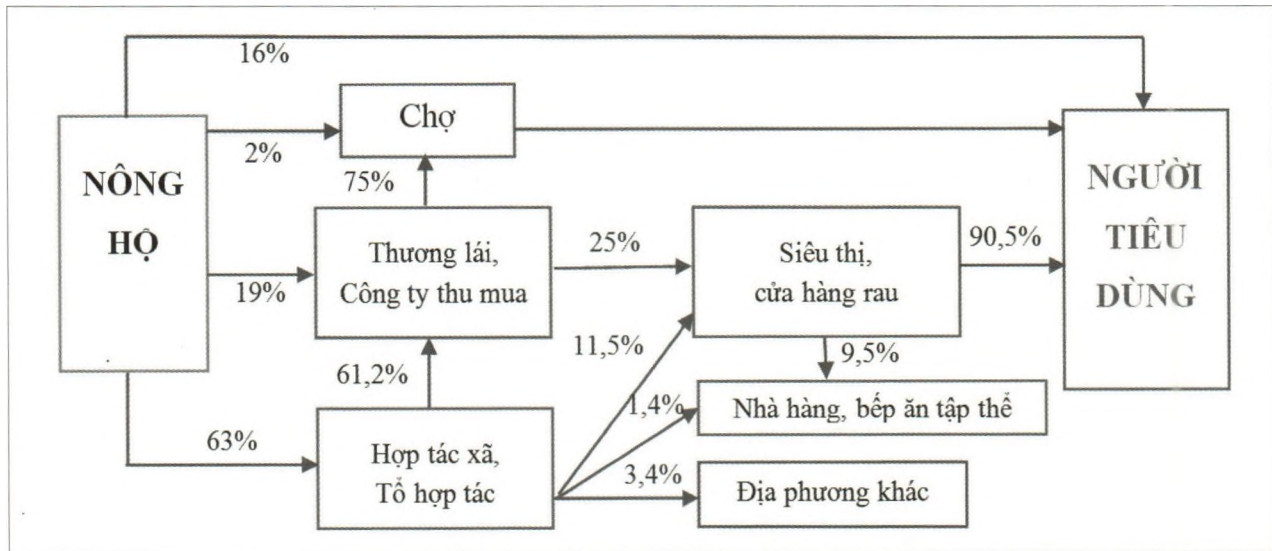 16%
Chợ
2%
NÔNG
HỘ
75%
NGƯỜI
TIÊU
DÙNG
Thương lái,
Công ty thu mua
25%
Siêu thị,
cửa hàng rau
90,5%
19%
11,5%
9,5%
61,2%
1,4%
Nhà hàng, bếp ăn tập thể
63%
Hợp tác xã,
Tổ hợp tác
3,4%
Địa phương khác